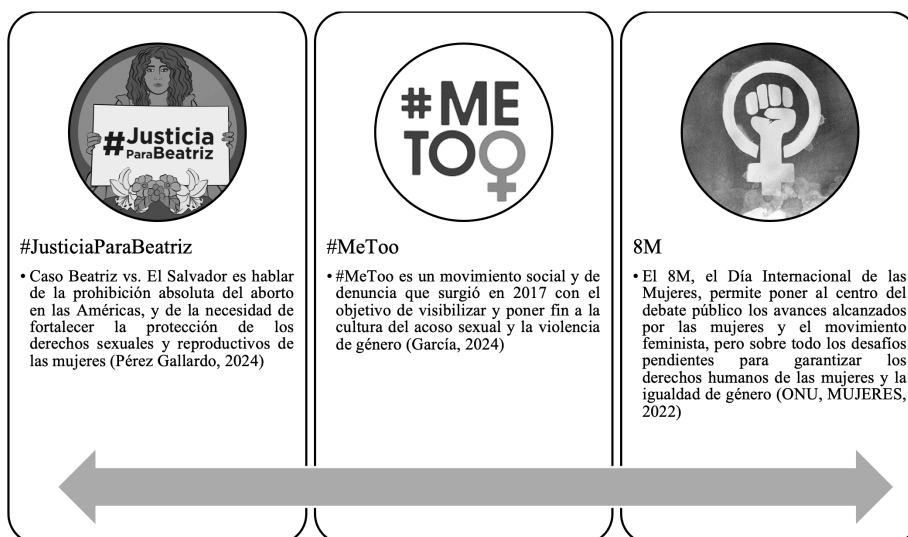 #Justicia
ParaBeatriz
#JusticiaParaBeatriz
• Caso Beatriz vs. El Salvador es hablar
de la prohibición absoluta del aborto
en las Américas, y de la necesidad de
fortalecer la protección de los
derechos sexuales y reproductivos de
las mujeres (Pérez Gallardo, 2024)
#ME
TOO
#MeToo
• #MeToo es un movimiento social y de
denuncia que surgió en 2017 con el
objetivo de visibilizar y poner fin a la
cultura del acoso sexual y la violencia
de género (García, 2024)
8M
• El 8M, el Día Internacional de las
Mujeres, permite poner al centro del
debate público los avances alcanzados
por las mujeres y el movimiento
feminista, pero sobre todo los desafíos
pendientes para garantizar los
derechos humanos de las mujeres y la
igualdad de género (ONU, MUJERES,
2022)